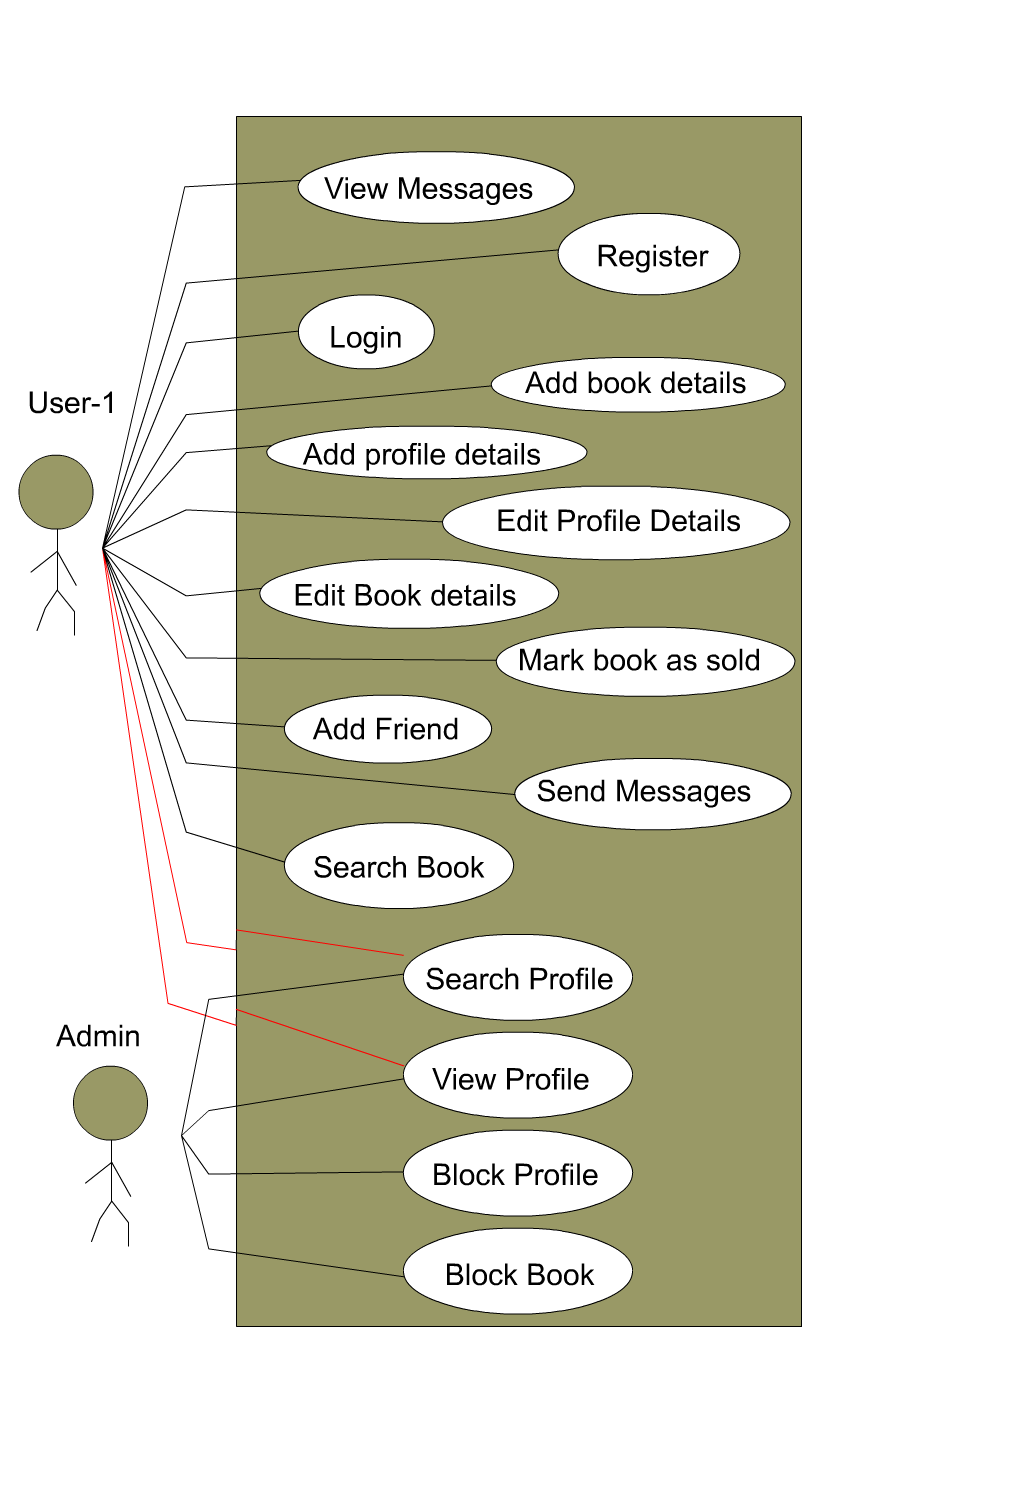 View Messages
Register
Login
Add book details
User-1
Add profile details
Edit Profile Details
Edit Book details
Mark book as sold
Add Friend
Send Messages
Search Book
Search Profile
Admin
View Profile
Block Profile
Block Book